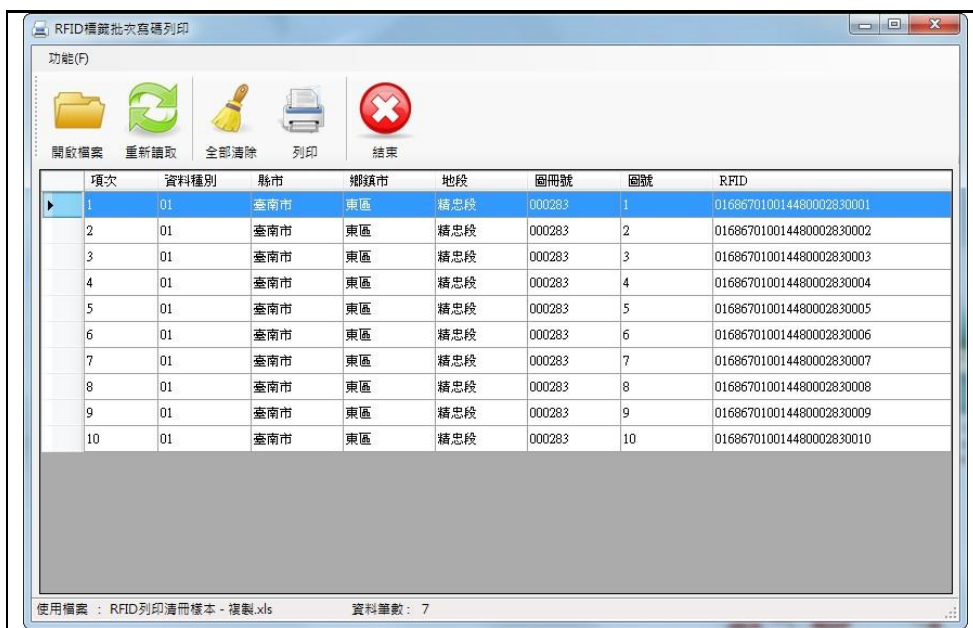 RFID標籤批次寫碼列印
功能(F)
開啟檔案 重新讀取 全部清除 列印 結束
項次 資料種別 縣市 鄉鎮市 地段 圖冊號 圖號 RFID
1 01 臺南市 東區 精忠段 000283 1 016867010014480002830001
2 01 臺南市 東區 精忠段 000283 2 016867010014480002830002
3 01 臺南市 東區 精忠段 000283 3 016867010014480002830003
4 01 臺南市 東區 精忠段 000283 4 016867010014480002830004
5 01 臺南市 東區 精忠段 000283 5 016867010014480002830005
6 01 臺南市 東區 精忠段 000283 6 016867010014480002830006
7 01 臺南市 東區 精忠段 000283 7 016867010014480002830007
8 01 臺南市 東區 精忠段 000283 8 016867010014480002830008
9 01 臺南市 東區 精忠段 000283 9 016867010014480002830009
10 01 臺南市 東區 精忠段 000283 10 016867010014480002830010
使用檔案 : RFID列印清冊樣本 - 複製.xls 資料筆數: 7